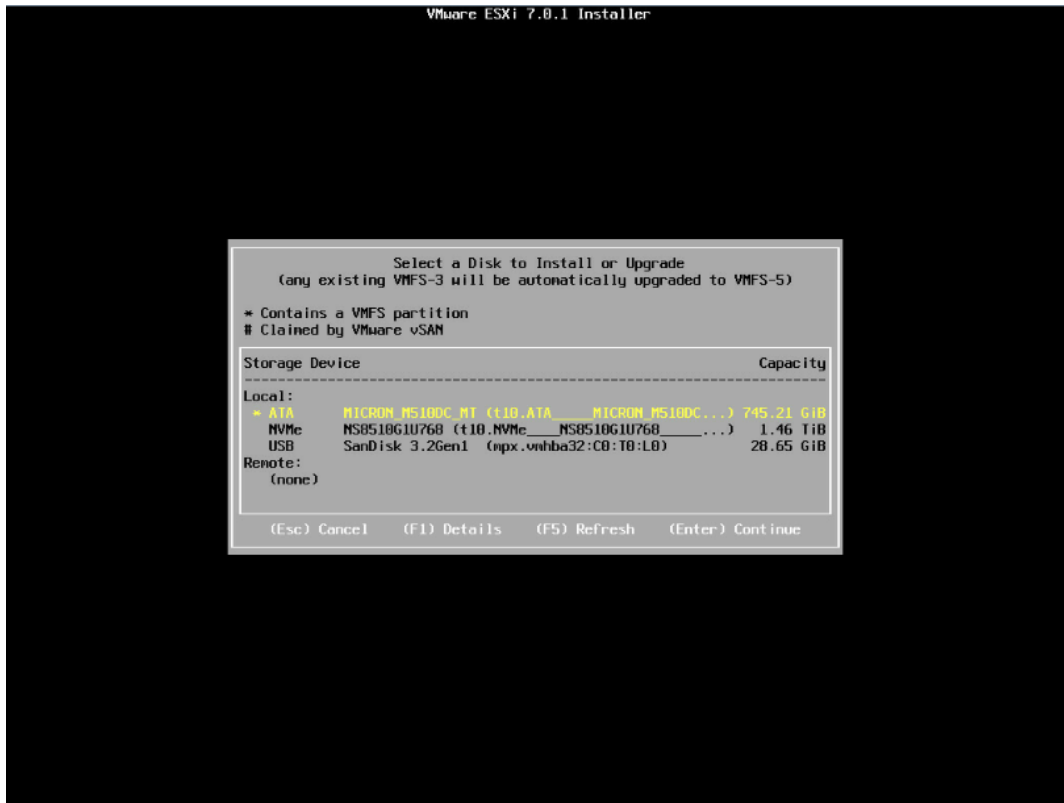 VMware ESXi 7.0.1 Installer
Select a Disk to Install or Upgrade
(any existing VMFS-3 will be automatically upgraded to VMFS-5)
* Contains a VMFS partition
# Claimed by VMware vSAN
Storage Device Capacity
--------------------------------------------------------------------------------
Local:
* ATA MICRON_M510DC_MT (t10.ATA_____MICRON_M510DC...) 745.21 GiB
NVMe NS8510G1U768 (t10.NVMe____NS8510G1U768_____...) 1.46 TiB
USB SanDisk 3.2Gen1 (mpx.vmhba32:C0:T0:L0) 28.65 GiB
Remote:
(none)
(Esc) Cancel (F1) Details (F5) Refresh (Enter) Continue